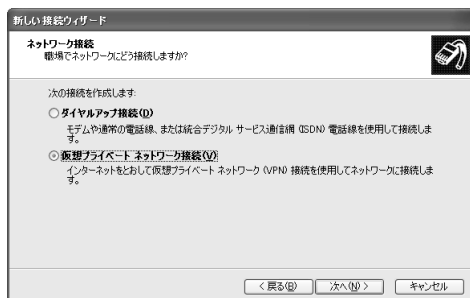 新しい接続ウィザード
ネットワーク接続
職場でネットワークにどう接続しますか?
次の接続を作成します:
ダイヤルアップ接続(D)
モデムや通常の電話線、または統合デジタル サービス通信網 (ISDN) 電話線を使用して接続しま
す。
仮想プライベート ネットワーク接続(V)
インターネットをとおして仮想プライベート ネットワーク (VPN) 接続を使用してネットワークに接続しま
す。
< 戻る(B)
次へ(N) >
キャンセル